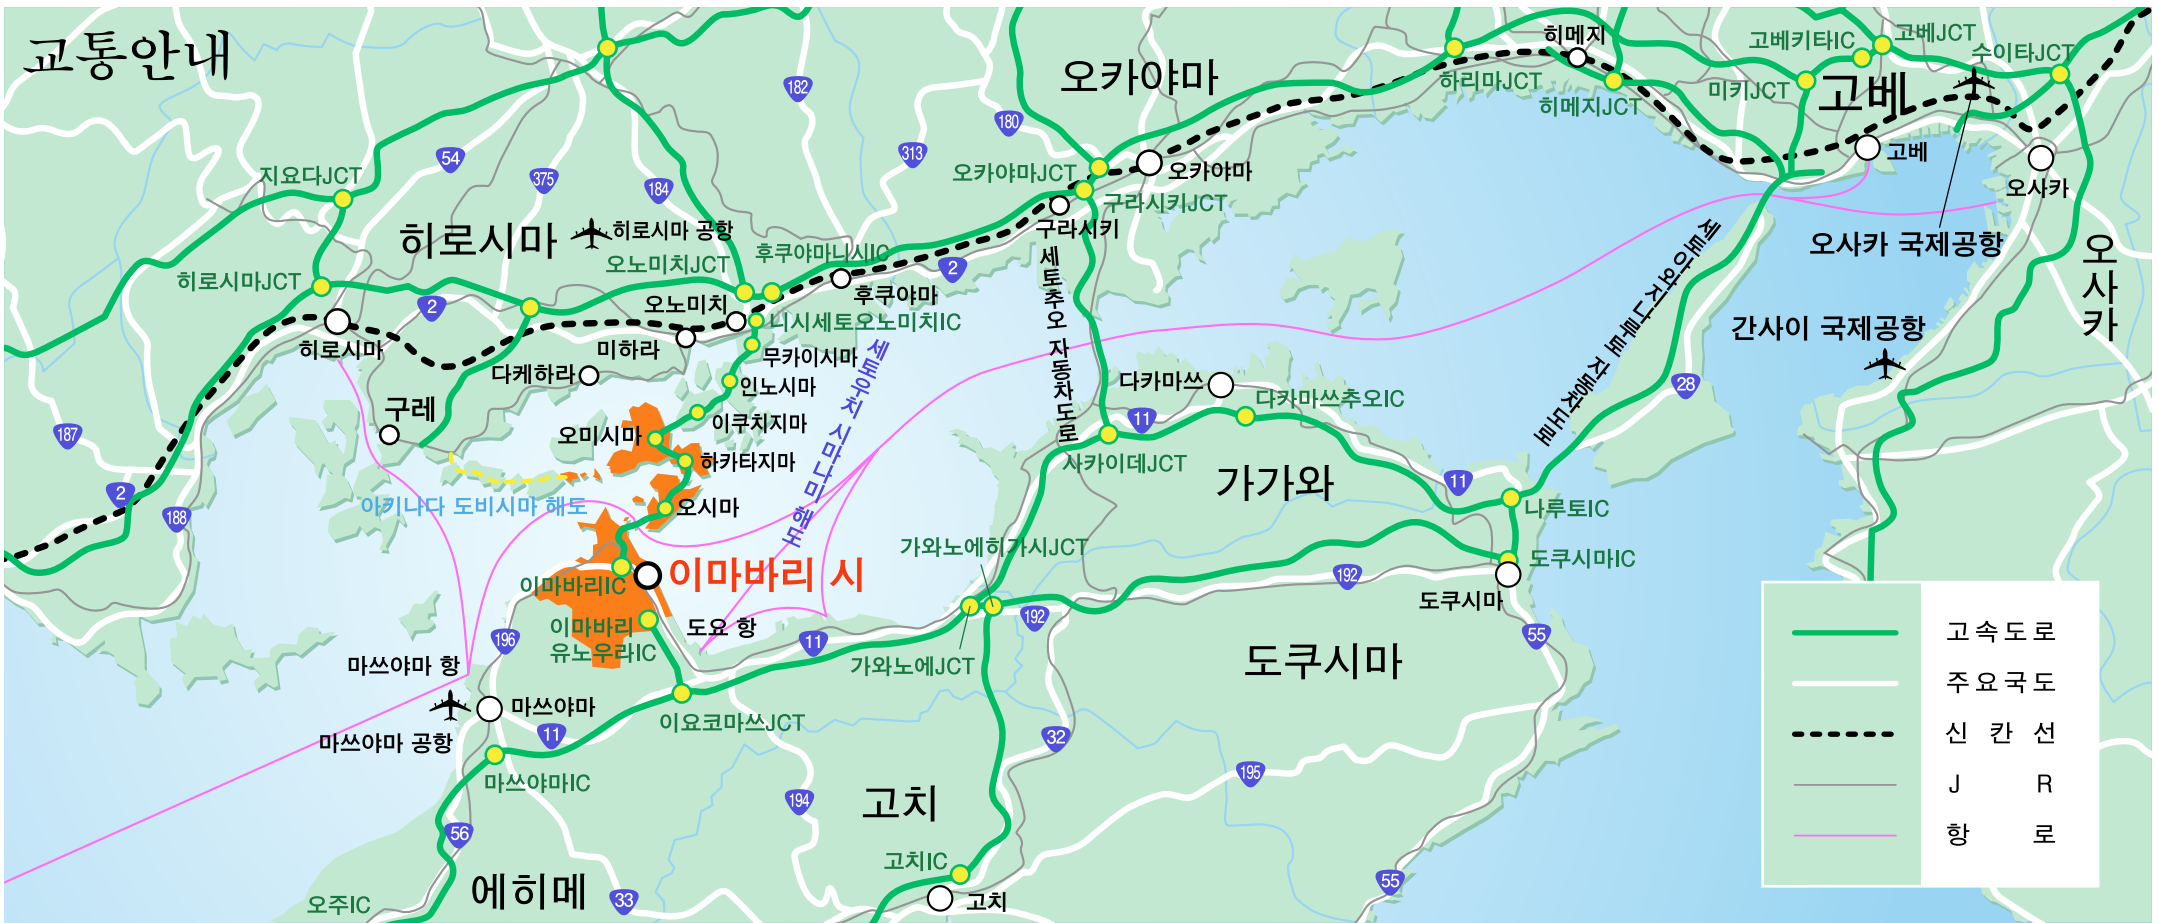 교통안내
히메지
고베키타IC
고베JCT
수이타JCT
오카야마
하리마JCT
히메지JCT
미키JCT
고베
182
180
313
54
375
184
지요다JCT
오카야마JCT
오카야마
구라시키JCT
구라시키
고베
오사카
히로시마
히로시마 공항
오사카 국제공항
오사카
히로시마JCT
오노미치JCT
후쿠야마니시IC
2
후쿠야마
2
오노미치
니시세토오노미치IC
히로시마
미하라
무카이시마
다케하라
인노시마
세토추오 자동차도로
세토우치 시마나미 해도
세토아와지나루토 자동차도로
간사이 국제공항
28
다카마쓰
다카마쓰추오IC
구레
이쿠치지마
오미시마
하카타지마
187
11
사카이데JCT
가가와
11
2
188
아키나다 도비시마 해도
오시마
나루토IC
가와노에히가시JCT
도쿠시마IC
이마바리 시
이마바리IC
192
도쿠시마
이마바리
유노우라IC
도요 항
196
11
192
55
마쓰야마 항
가와노에JCT
도쿠시마
마쓰야마
이요코마쓰JCT
마쓰야마 공항
11
32
마쓰야마IC
194
195
고치
56
고치IC
에히메
33
고치
55
오주IC
고속도로
주요국도
신 칸 선
J R
항 로